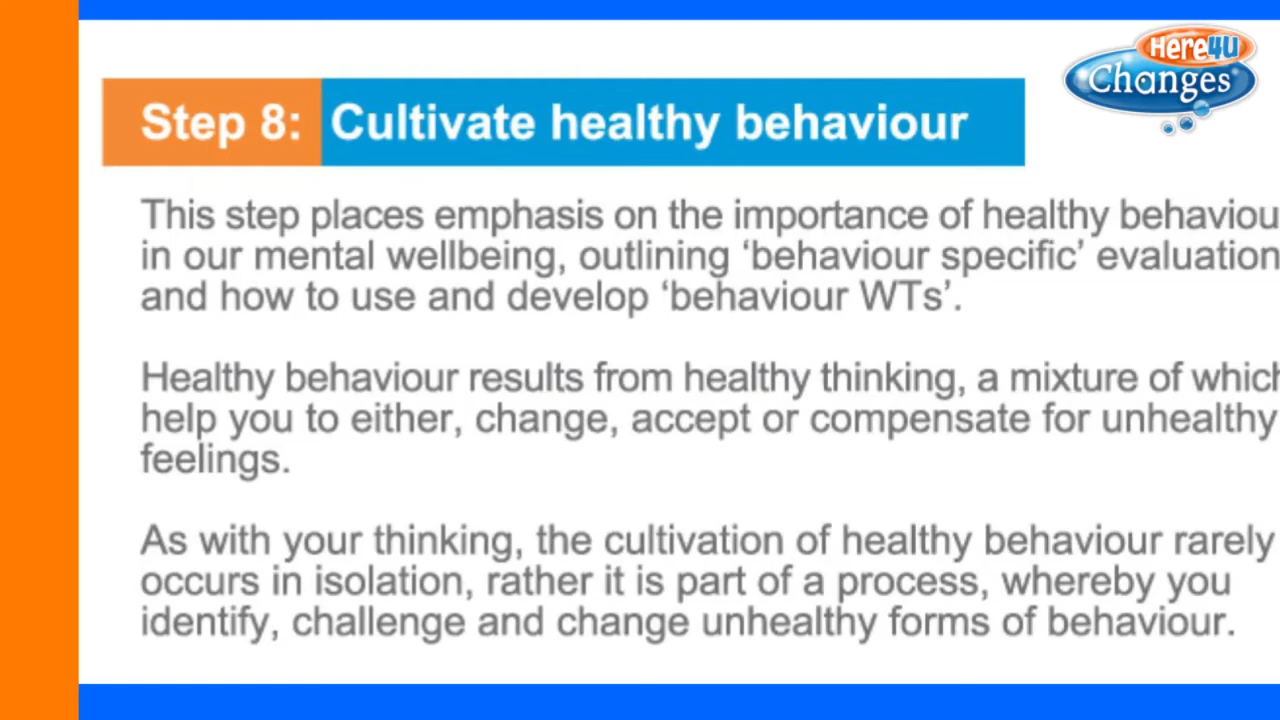 Here4U
Changes
Step 8: Cultivate healthy behaviour
This step places emphasis on the importance of healthy behaviou
in our mental wellbeing, outlining ‘behaviour specific’ evaluation
and how to use and develop ‘behaviour WTs’.
Healthy behaviour results from healthy thinking, a mixture of which
help you to either, change, accept or compensate for unhealthy
feelings.
As with your thinking, the cultivation of healthy behaviour rarely
occurs in isolation, rather it is part of a process, whereby you
identify, challenge and change unhealthy forms of behaviour.